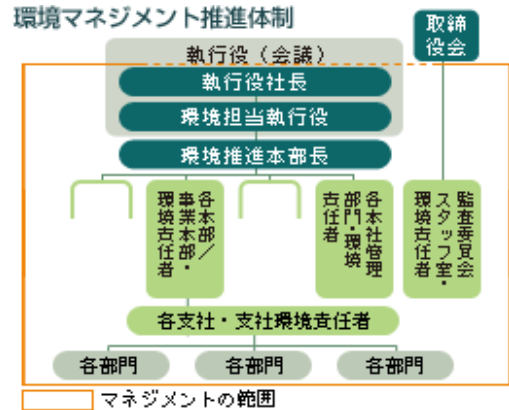 環境マネジメント推進体制
取締
役会
執行役（会議）
執行役社長
環境担当執行役
環境推進本部長
各本部／
事業本部・
環境責任者
各本社管理
部門・環境
責任者
監査委員会
スタッフ室・
環境責任者
各支社・支社環境責任者
各部門
各部門
各部門
マネジメントの範囲